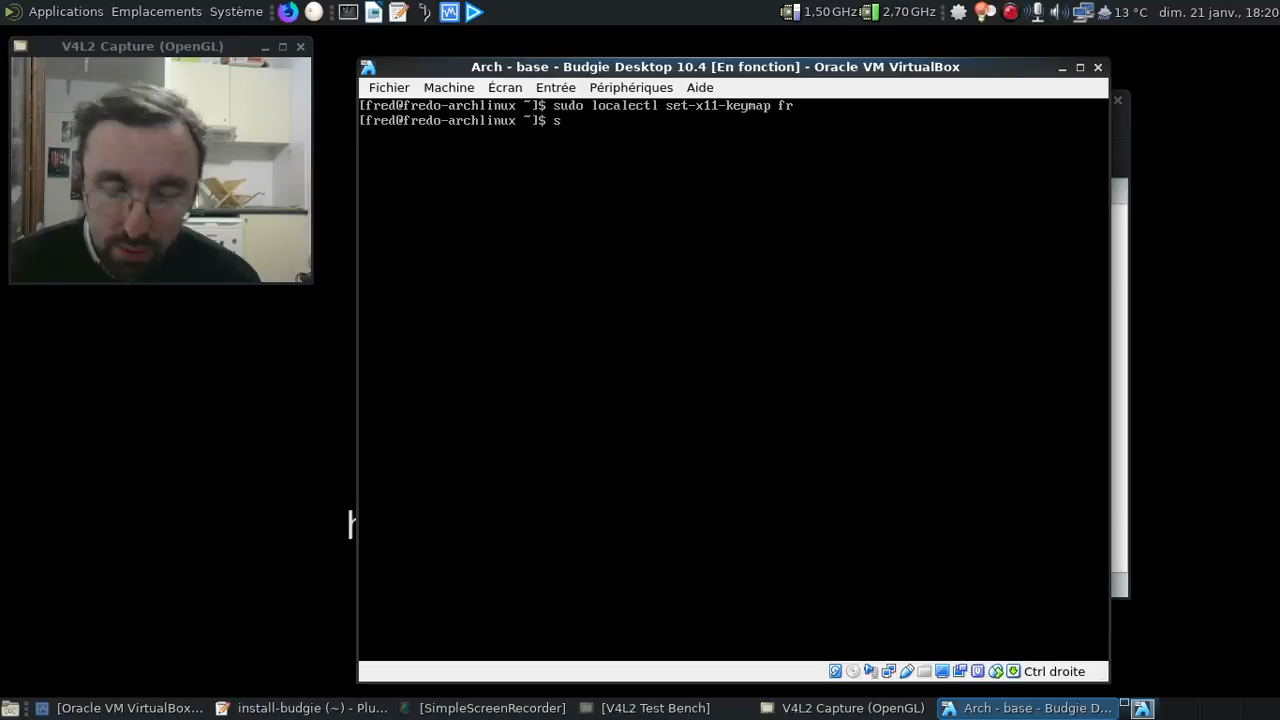 Applications Emplacements Système
1,50 GHz 2,70 GHz 13 °C dim. 21 janv., 18:20
V4L2 Capture (OpenGL)
Arch - base - Budgie Desktop 10.4 [En fonction] - Oracle VM VirtualBox
Fichier Machine Écran Entrée Périphériques Aide
[fred@fredo-archlinux ~]$ sudo localectl set-x11-keymap fr
[fred@fredo-archlinux ~]$ s
Ctrl droite
[Oracle VM VirtualBox... install-budgie (~) - Plu... [SimpleScreenRecorder] [V4L2 Test Bench] V4L2 Capture (OpenGL) Arch - base - Budgie D...